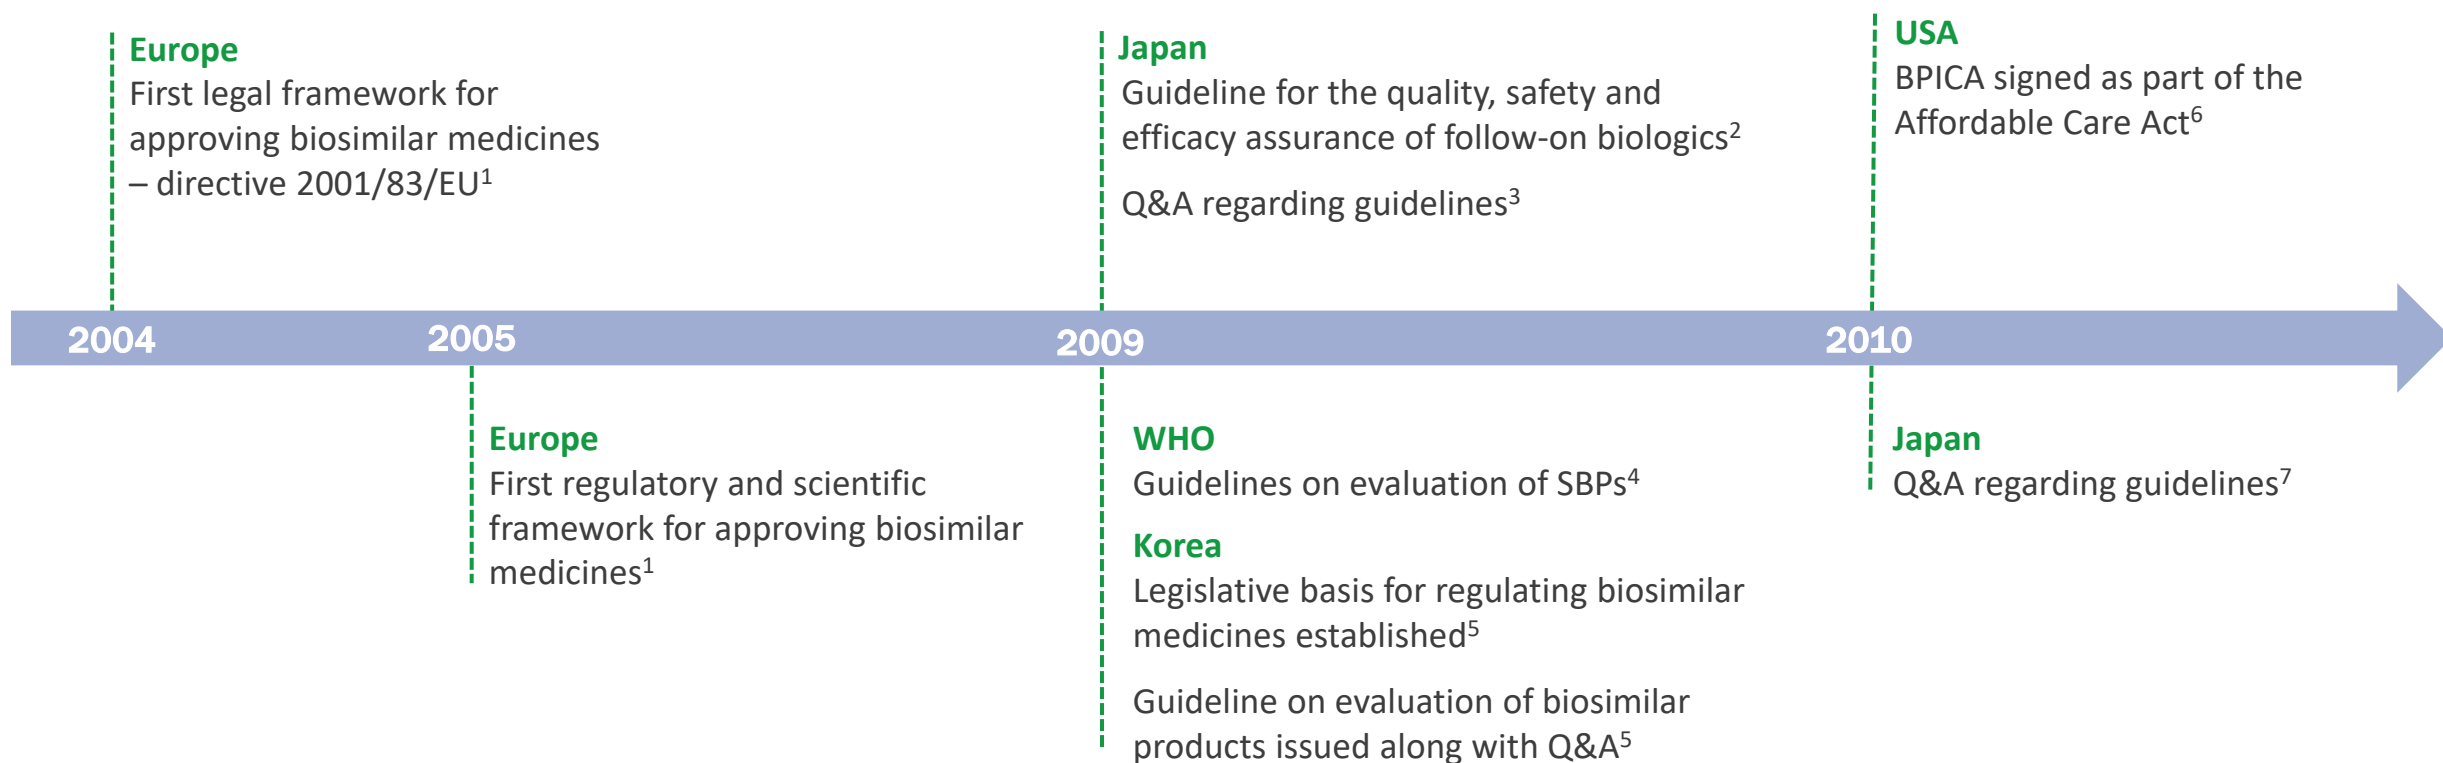 Europe
First legal framework for
approving biosimilar medicines
– directive 2001/83/EU¹
Japan
Guideline for the quality, safety and
efficacy assurance of follow-on biologics²
Q&A regarding guidelines³
USA
BPICA signed as part of the
Affordable Care Act⁶
2004
2005
2009
2010
Europe
First regulatory and scientific
framework for approving biosimilar
medicines¹
WHO
Guidelines on evaluation of SBPs⁴
Korea
Legislative basis for regulating biosimilar
medicines established⁵
Guideline on evaluation of biosimilar
products issued along with Q&A⁵
Japan
Q&A regarding guidelines⁷